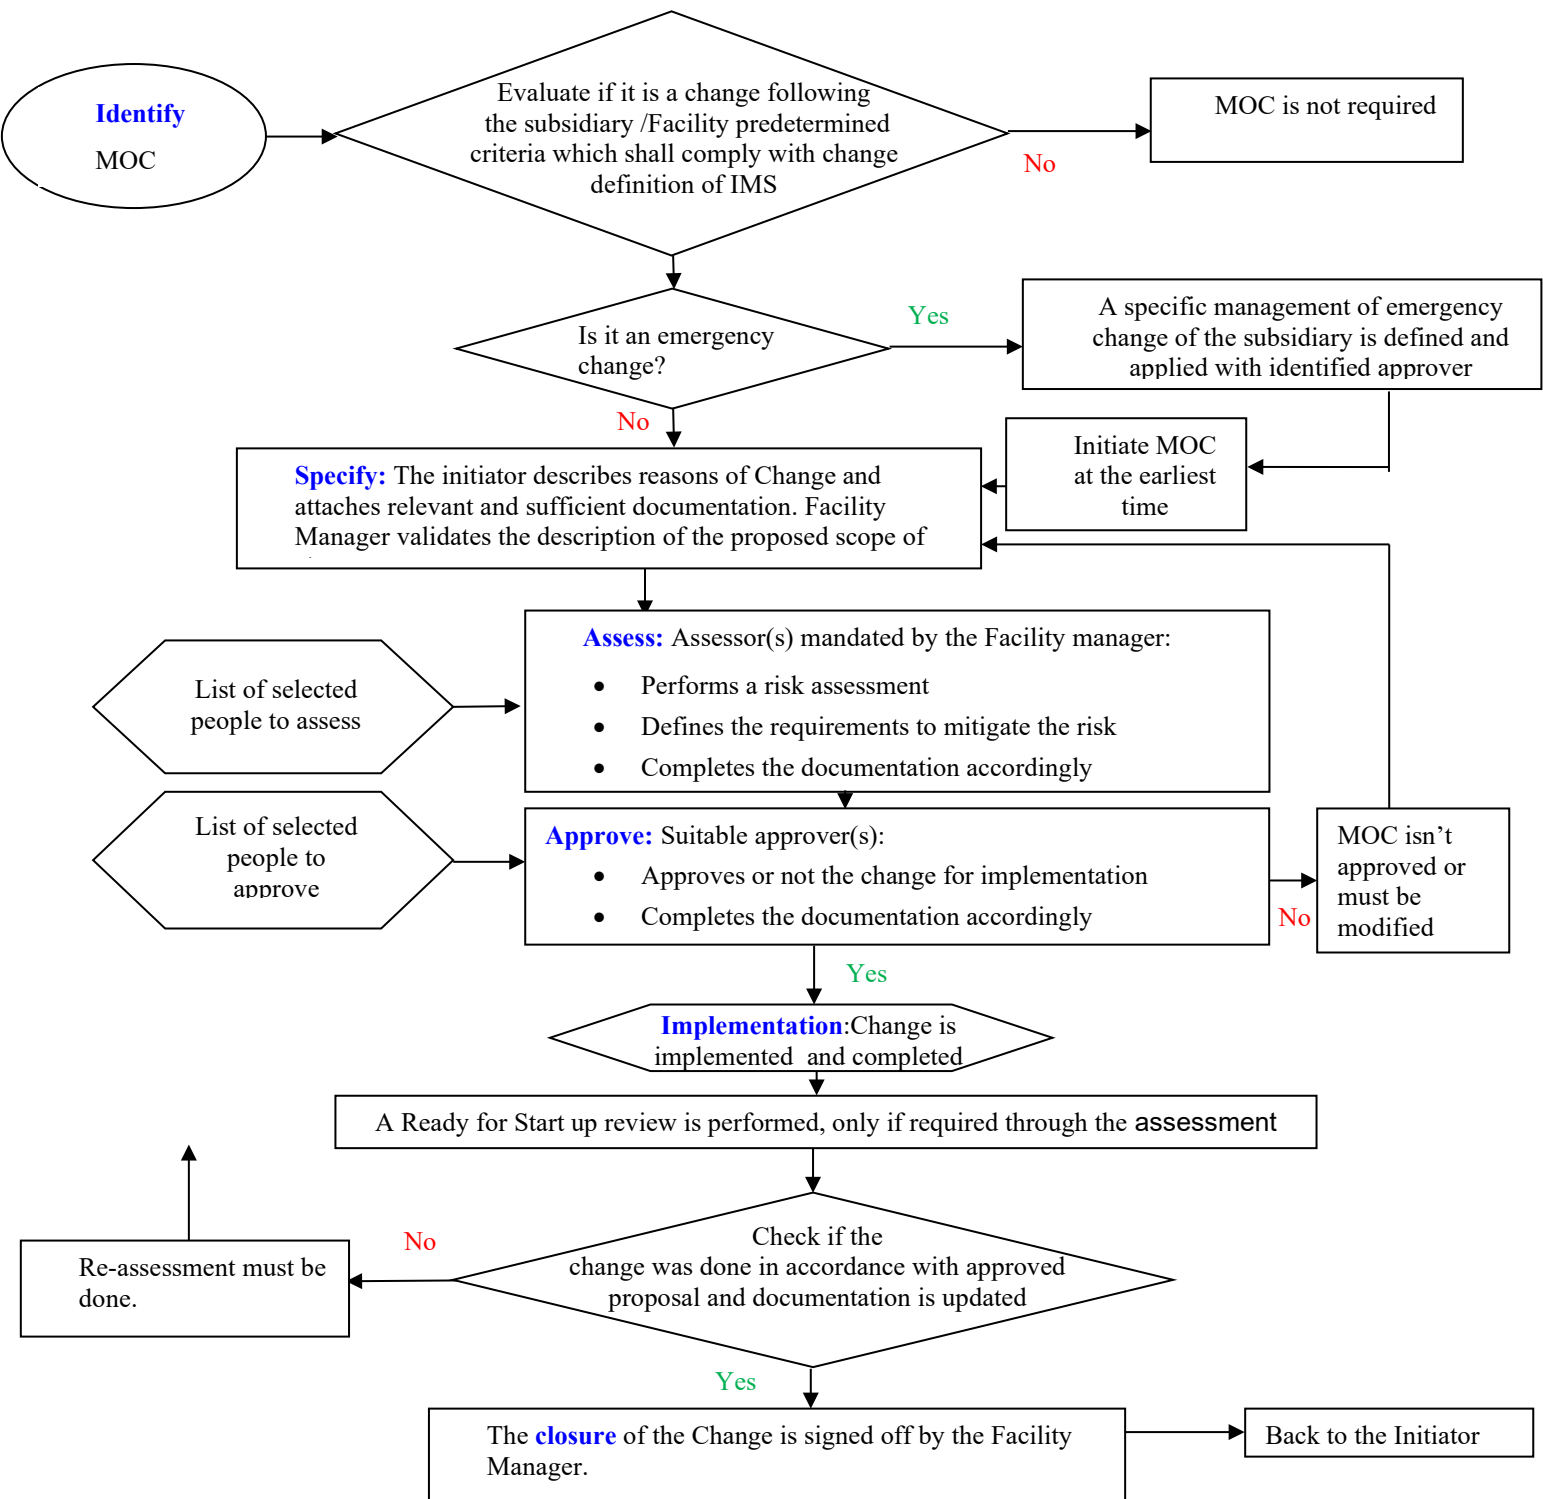 Identify
MOC
Evaluate if it is a change following
the subsidiary /Facility predetermined
criteria which shall comply with change
definition of IMS
No
MOC is not required
Is it an emergency
change?
Yes
A specific management of emergency
change of the subsidiary is defined and
applied with identified approver
No
Initiate MOC
at the earliest
time
Specify: The initiator describes reasons of Change and
attaches relevant and sufficient documentation. Facility
Manager validates the description of the proposed scope of
List of selected
people to assess
Assess: Assessor(s) mandated by the Facility manager:
• Performs a risk assessment
• Defines the requirements to mitigate the risk
• Completes the documentation accordingly
List of selected
people to
approve
Approve: Suitable approver(s):
• Approves or not the change for implementation
• Completes the documentation accordingly
No
MOC isn’t
approved or
must be
modified
Yes
Implementation:Change is
implemented and completed
A Ready for Start up review is performed, only if required through the assessment
Check if the
change was done in accordance with approved
proposal and documentation is updated
No
Re-assessment must be
done.
Yes
The closure of the Change is signed off by the Facility
Manager.
Back to the Initiator